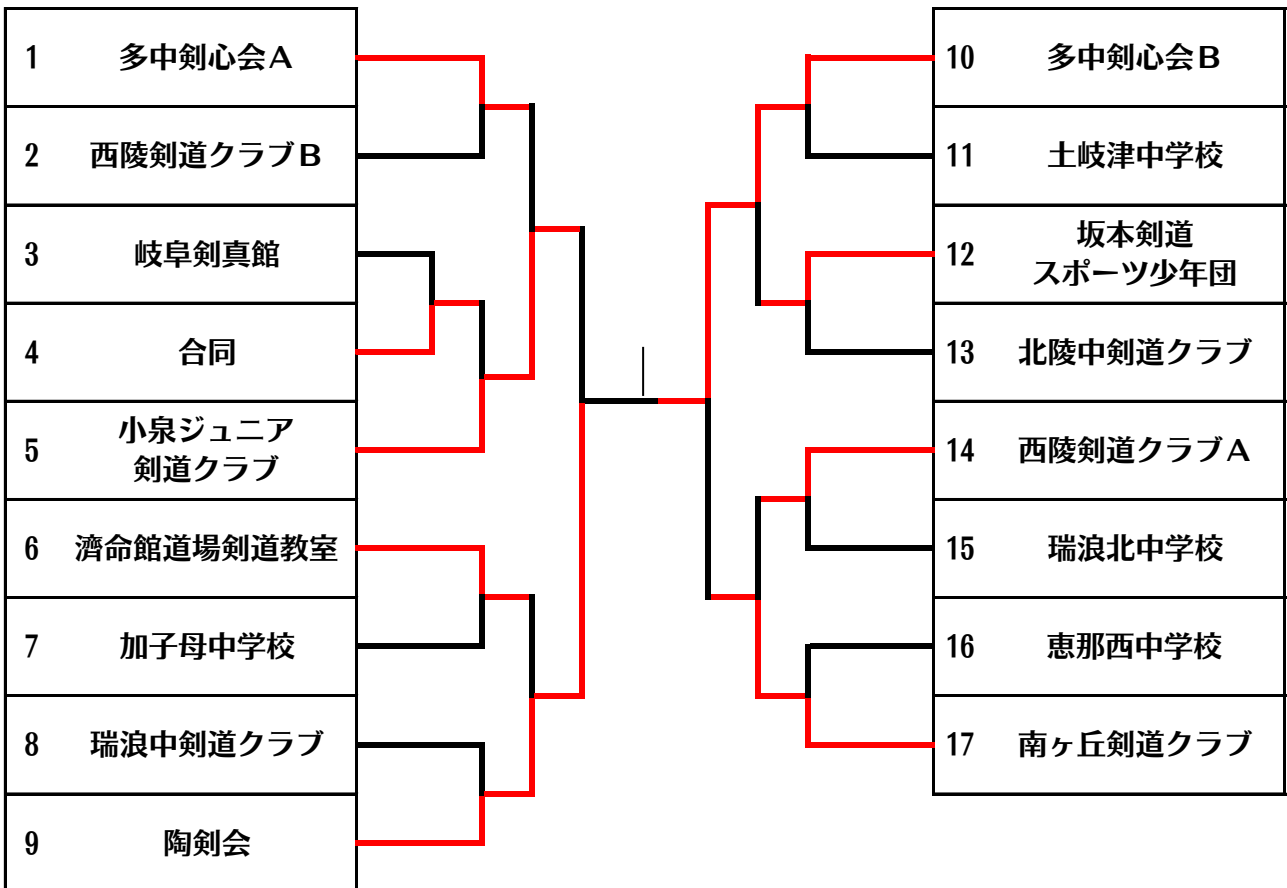 1 多中剣心会A
2 西陵剣道クラブB
3 岐阜剣真館
4 合同
5 小泉ジュニア
剣道クラブ
6 濟命館道場剣道教室
7 加子母中学校
8 瑞浪中剣道クラブ
9 陶剣会
10 多中剣心会B
11 土岐津中学校
12 坂本剣道
スポーツ少年団
13 北陵中剣道クラブ
14 西陵剣道クラブA
15 瑞浪北中学校
16 恵那西中学校
17 南ヶ丘剣道クラブ